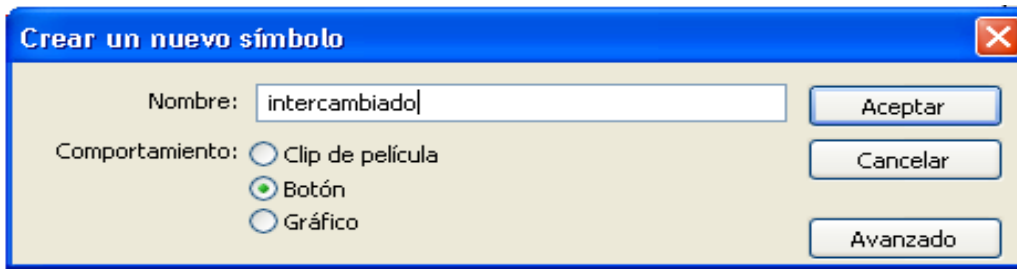 Crear un nuevo símbolo
Nombre: intercambiado Aceptar
Comportamiento: Clip de película Cancelar
Botón
Gráfico
Avanzado